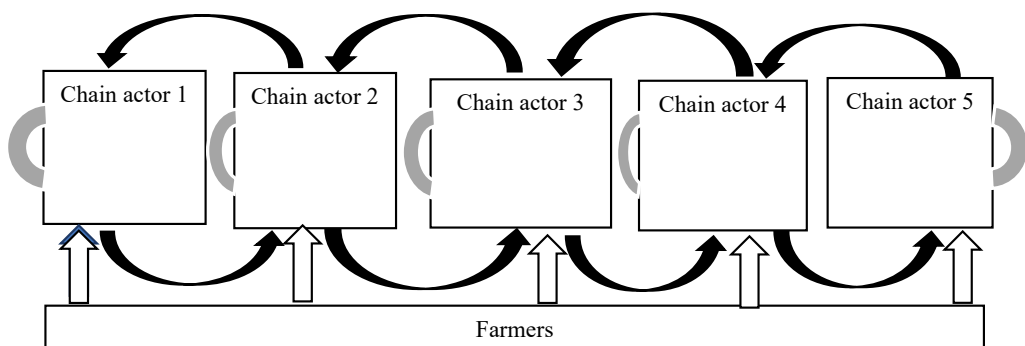 Chain actor 1
Chain actor 2
Chain actor 3
Chain actor 4
Chain actor 5
Farmers